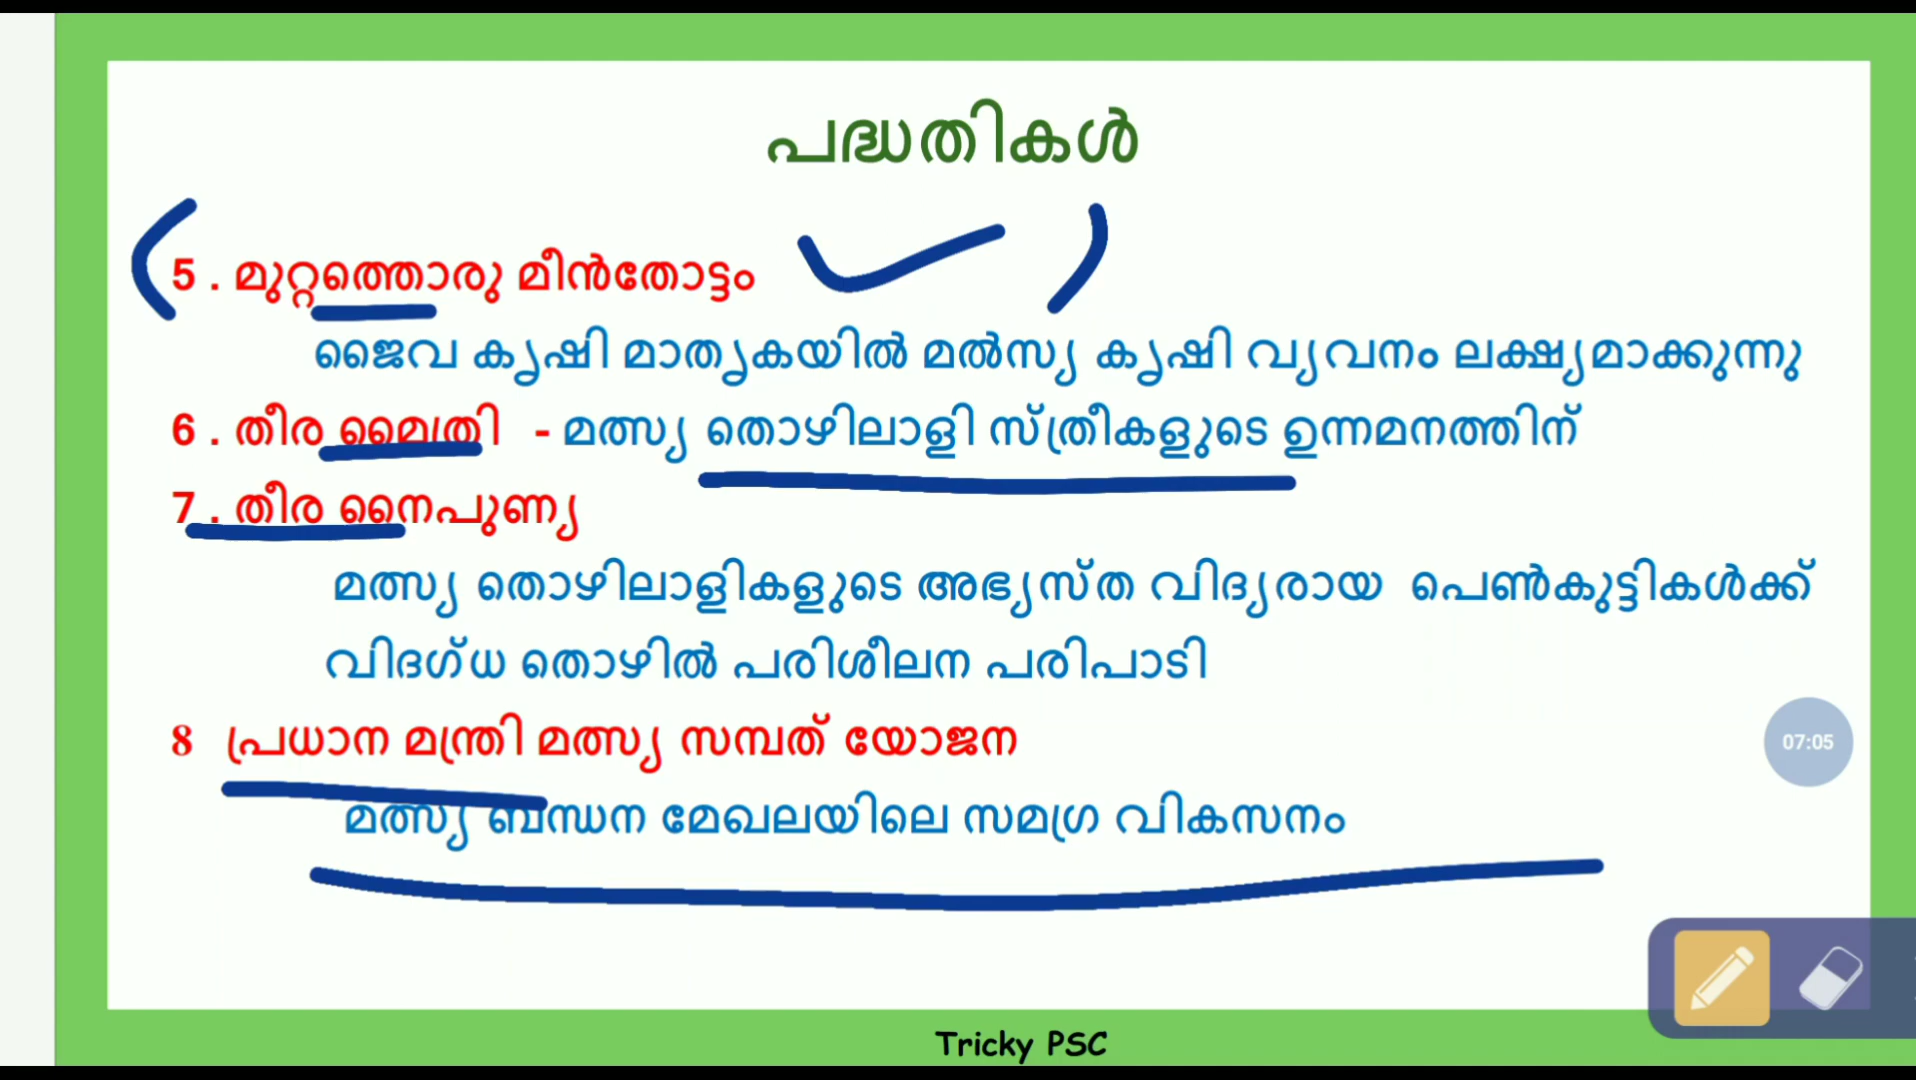 പദ്ധതികൾ
5 . മുറ്റത്തൊരു മീൻതോട്ടം
ജൈവ കൃഷി മാതൃകയിൽ മൽസ്യ കൃഷി വ്യവനം ലക്ഷ്യമാക്കുന്നു
6 . തീര മൈത്രി - മത്സ്യ തൊഴിലാളി സ്ത്രീകളുടെ ഉന്നമനത്തിന്
7 . തീര നൈപുണ്യ
മത്സ്യ തൊഴിലാളികളുടെ അഭ്യസ്ത വിദ്യരായ പെൺകുട്ടികൾക്ക്
വിദഗ്ധ തൊഴിൽ പരിശീലന പരിപാടി
8 പ്രധാന മന്ത്രി മത്സ്യ സമ്പത് യോജന
07:05
മത്സ്യ ബന്ധന മേഖലയിലെ സമഗ്ര വികസനം
Tricky PSC